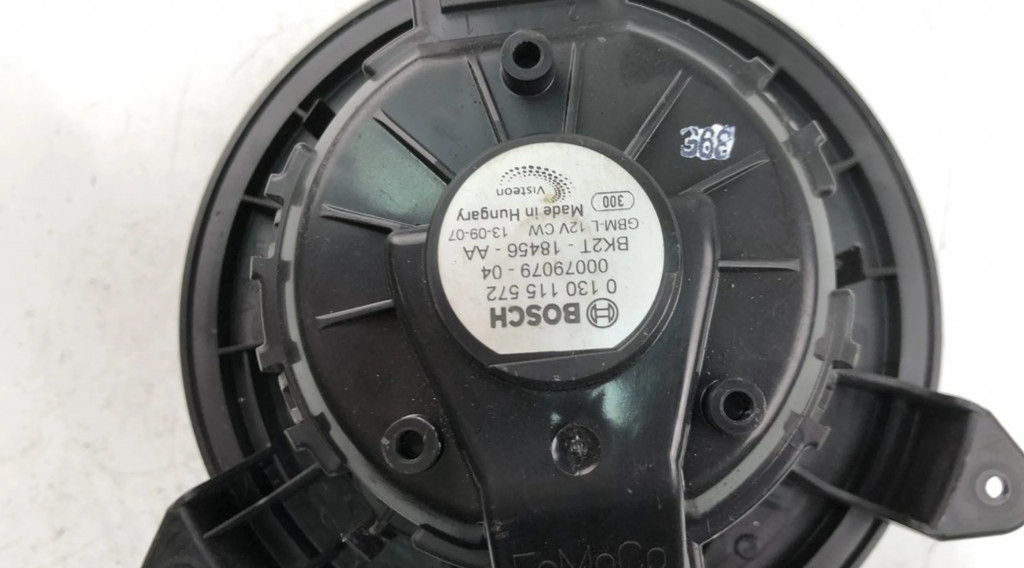 BOSCH
0 130 115 572
00079079 - 04
BK2T - 18456 - AA
GBM-L 12V CW 13-09-07
Made in Hungary 300
Visteon
FoMoCo